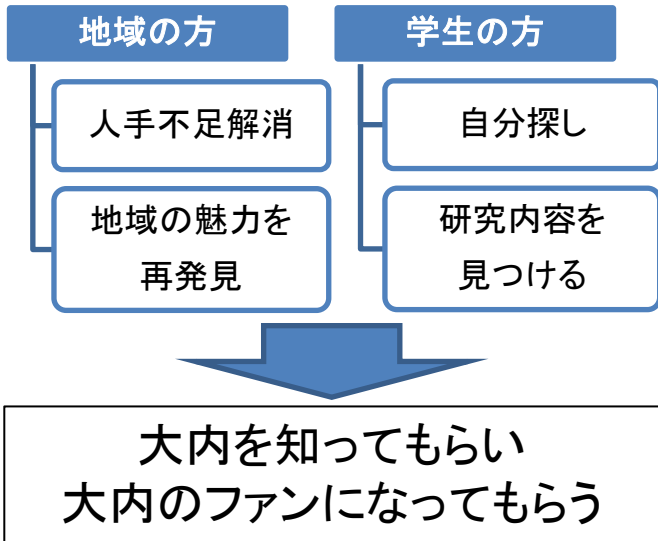 地域の方
人手不足解消
地域の魅力を
再発見
学生の方
自分探し
研究内容を
見つける
大内を知ってもらい
大内のファンになってもらう